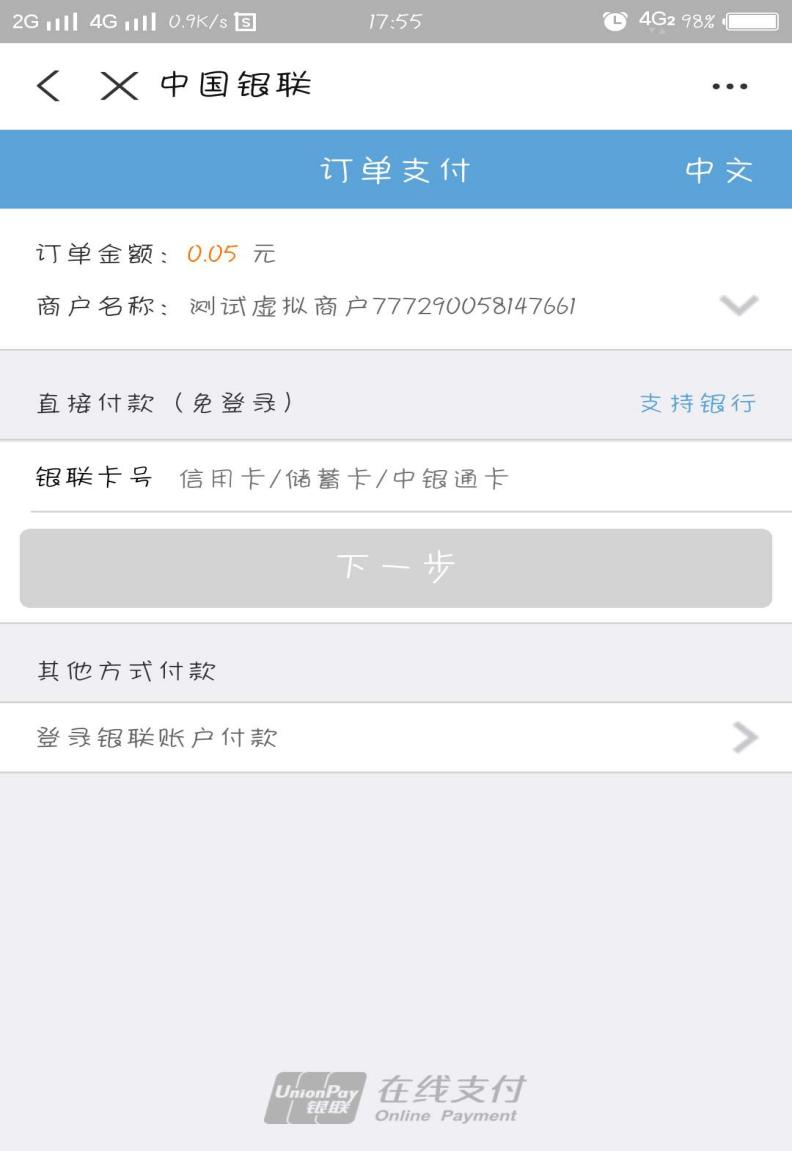 2G 4G 0.9K/s S 17:55 4G2 98%
中国银联 ...
订单支付 中文
订单金额: 0.05 元
商户名称: 测试虚拟商户777290058147661
直接付款（免登录） 支持银行
银联卡号 信用卡/储蓄卡/中银通卡
下一步
其他方式付款
登录银联账户付款
UnionPay 在线支付
银联 Online Payment